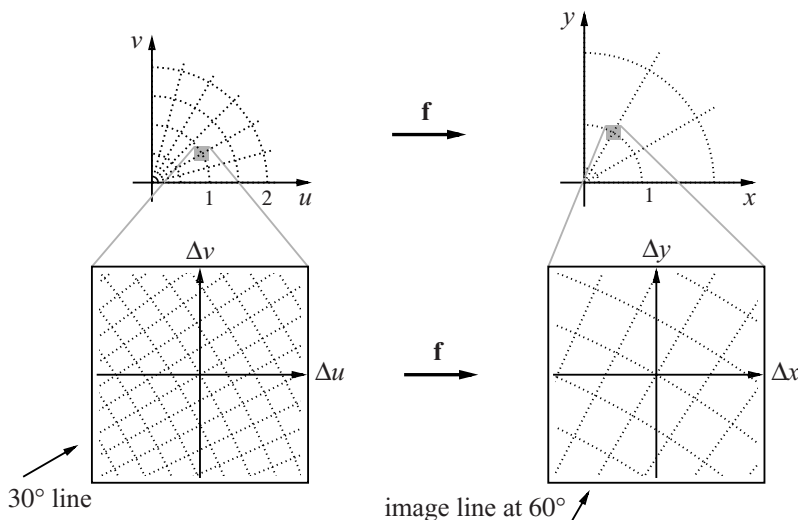 v
y
f
1
2
u
1
x
Δv
Δy
Δu
f
Δx
30° line
image line at 60°